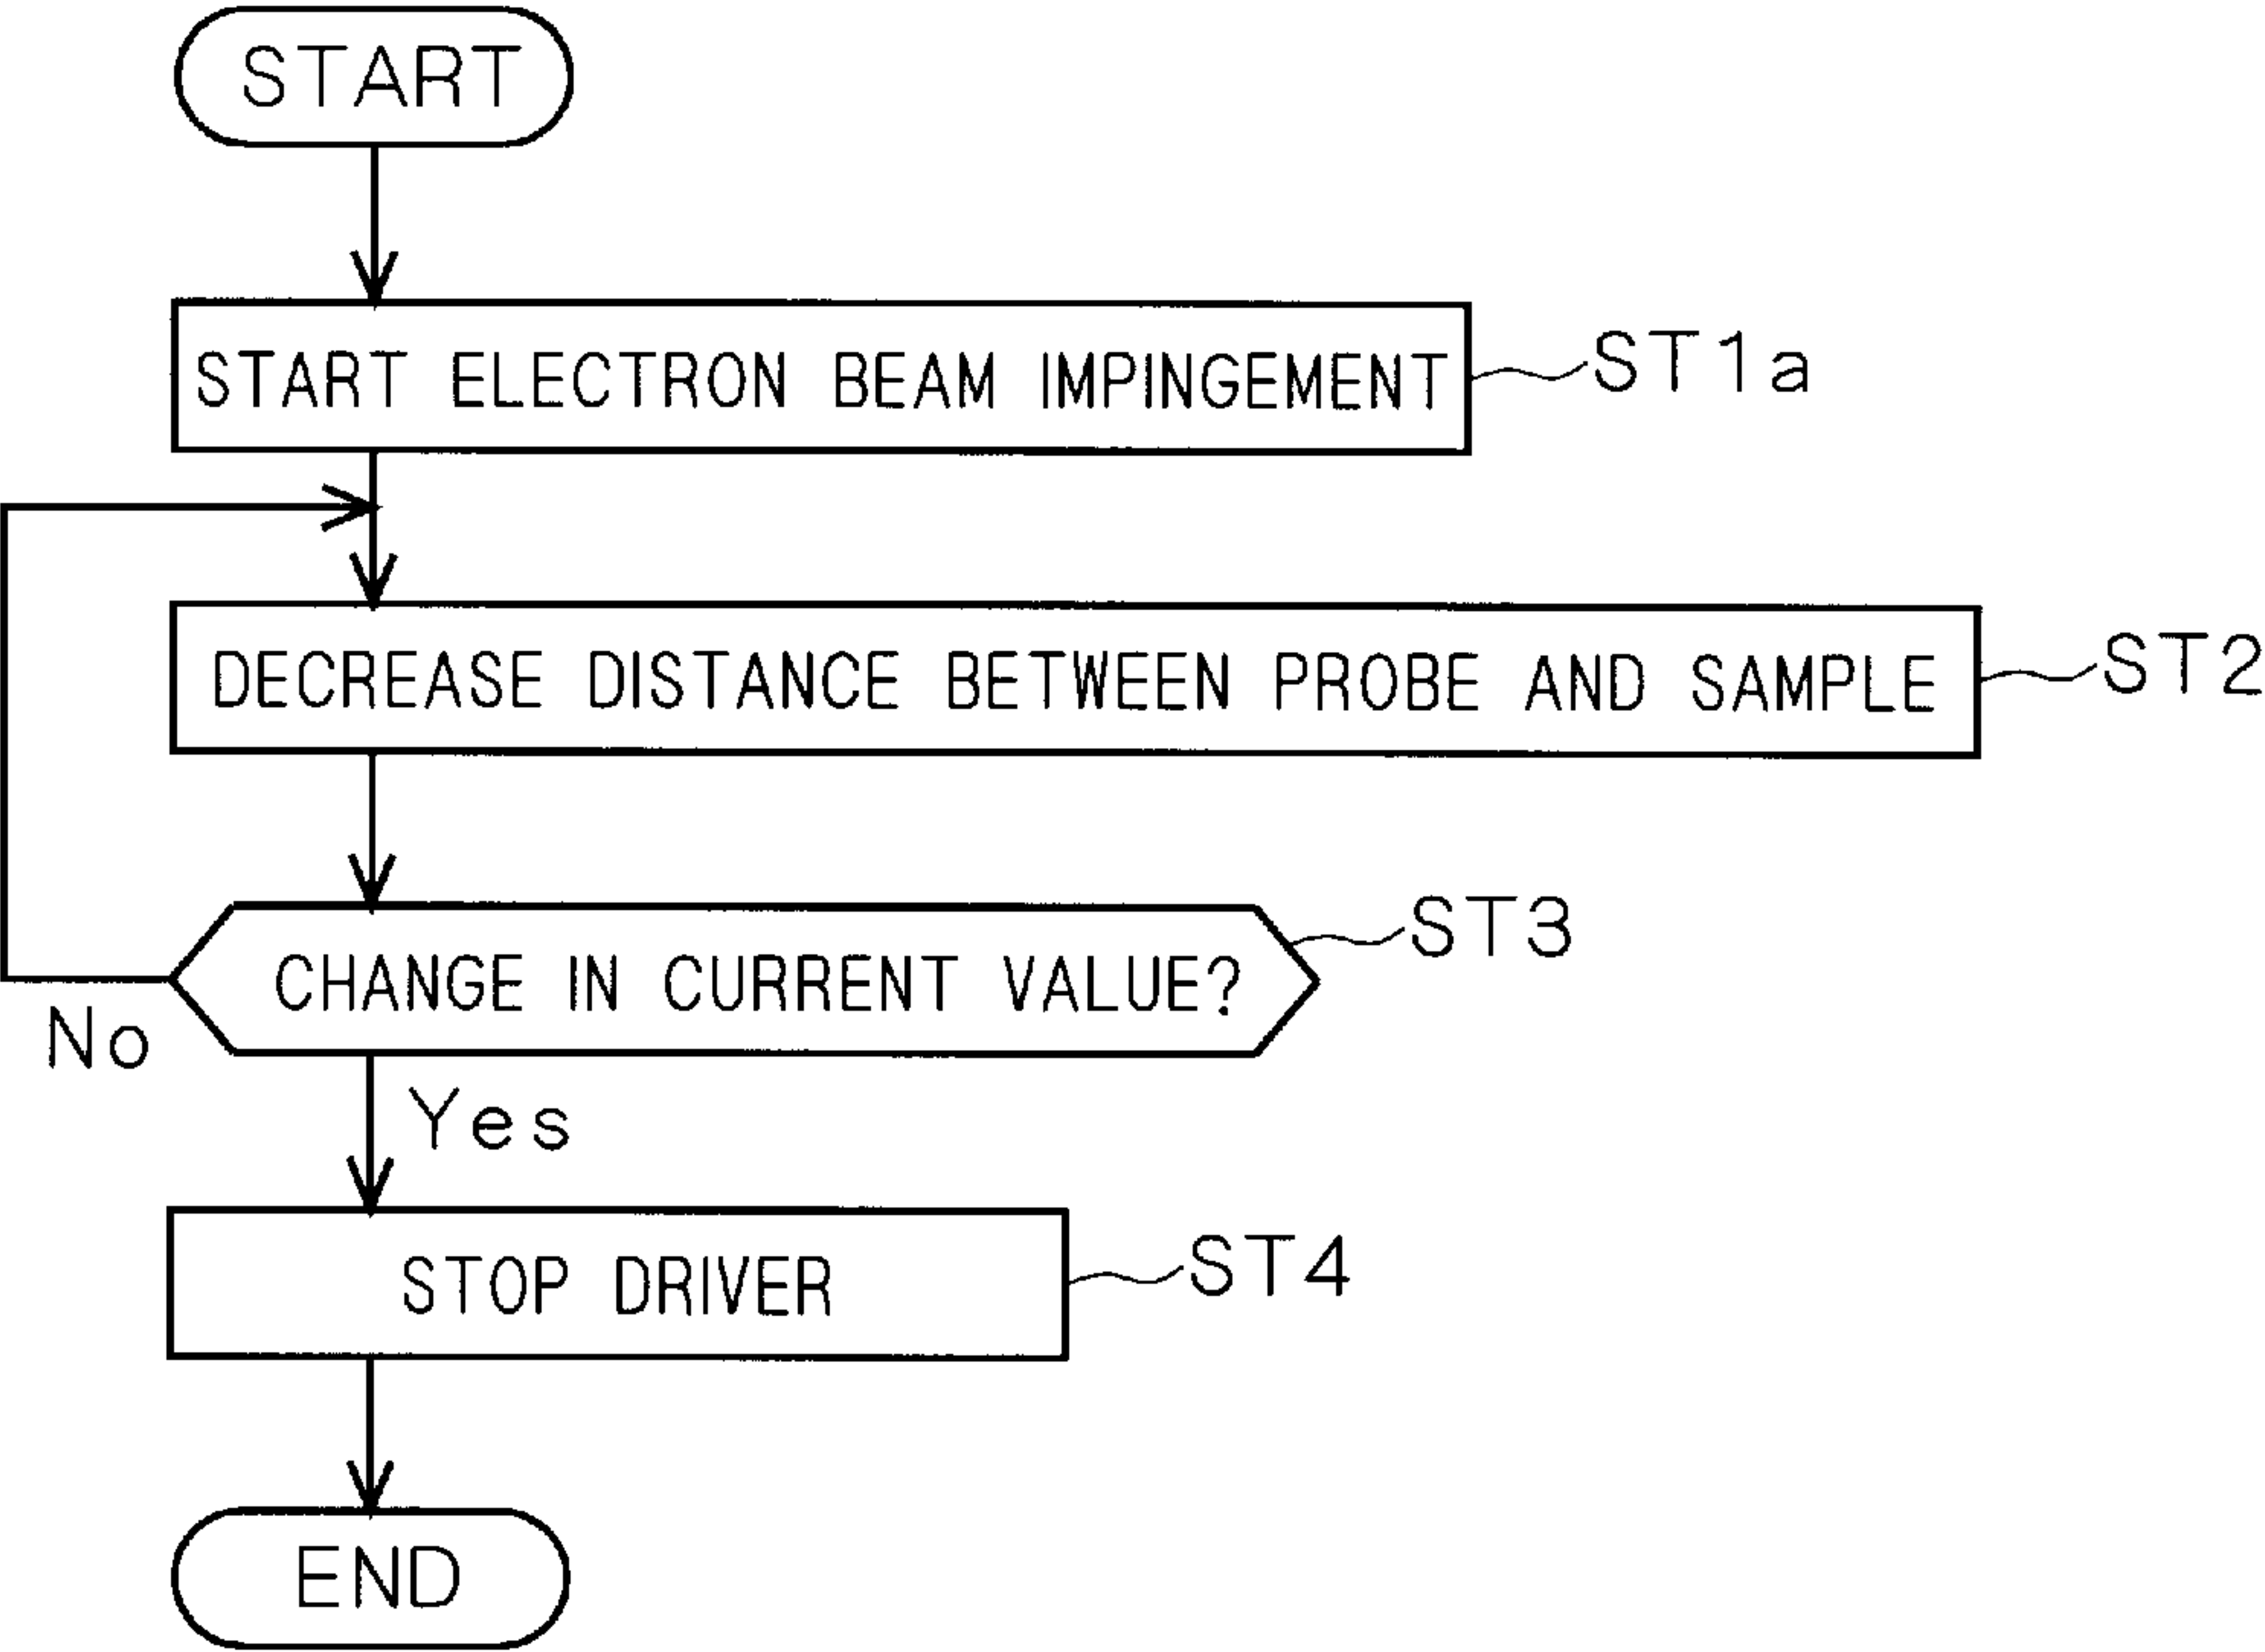 START
START ELECTRON BEAM IMPINGEMENT
ST1a
DECREASE DISTANCE BETWEEN PROBE AND SAMPLE
ST2
CHANGE IN CURRENT VALUE?
ST3
No
Yes
STOP DRIVER
ST4
END